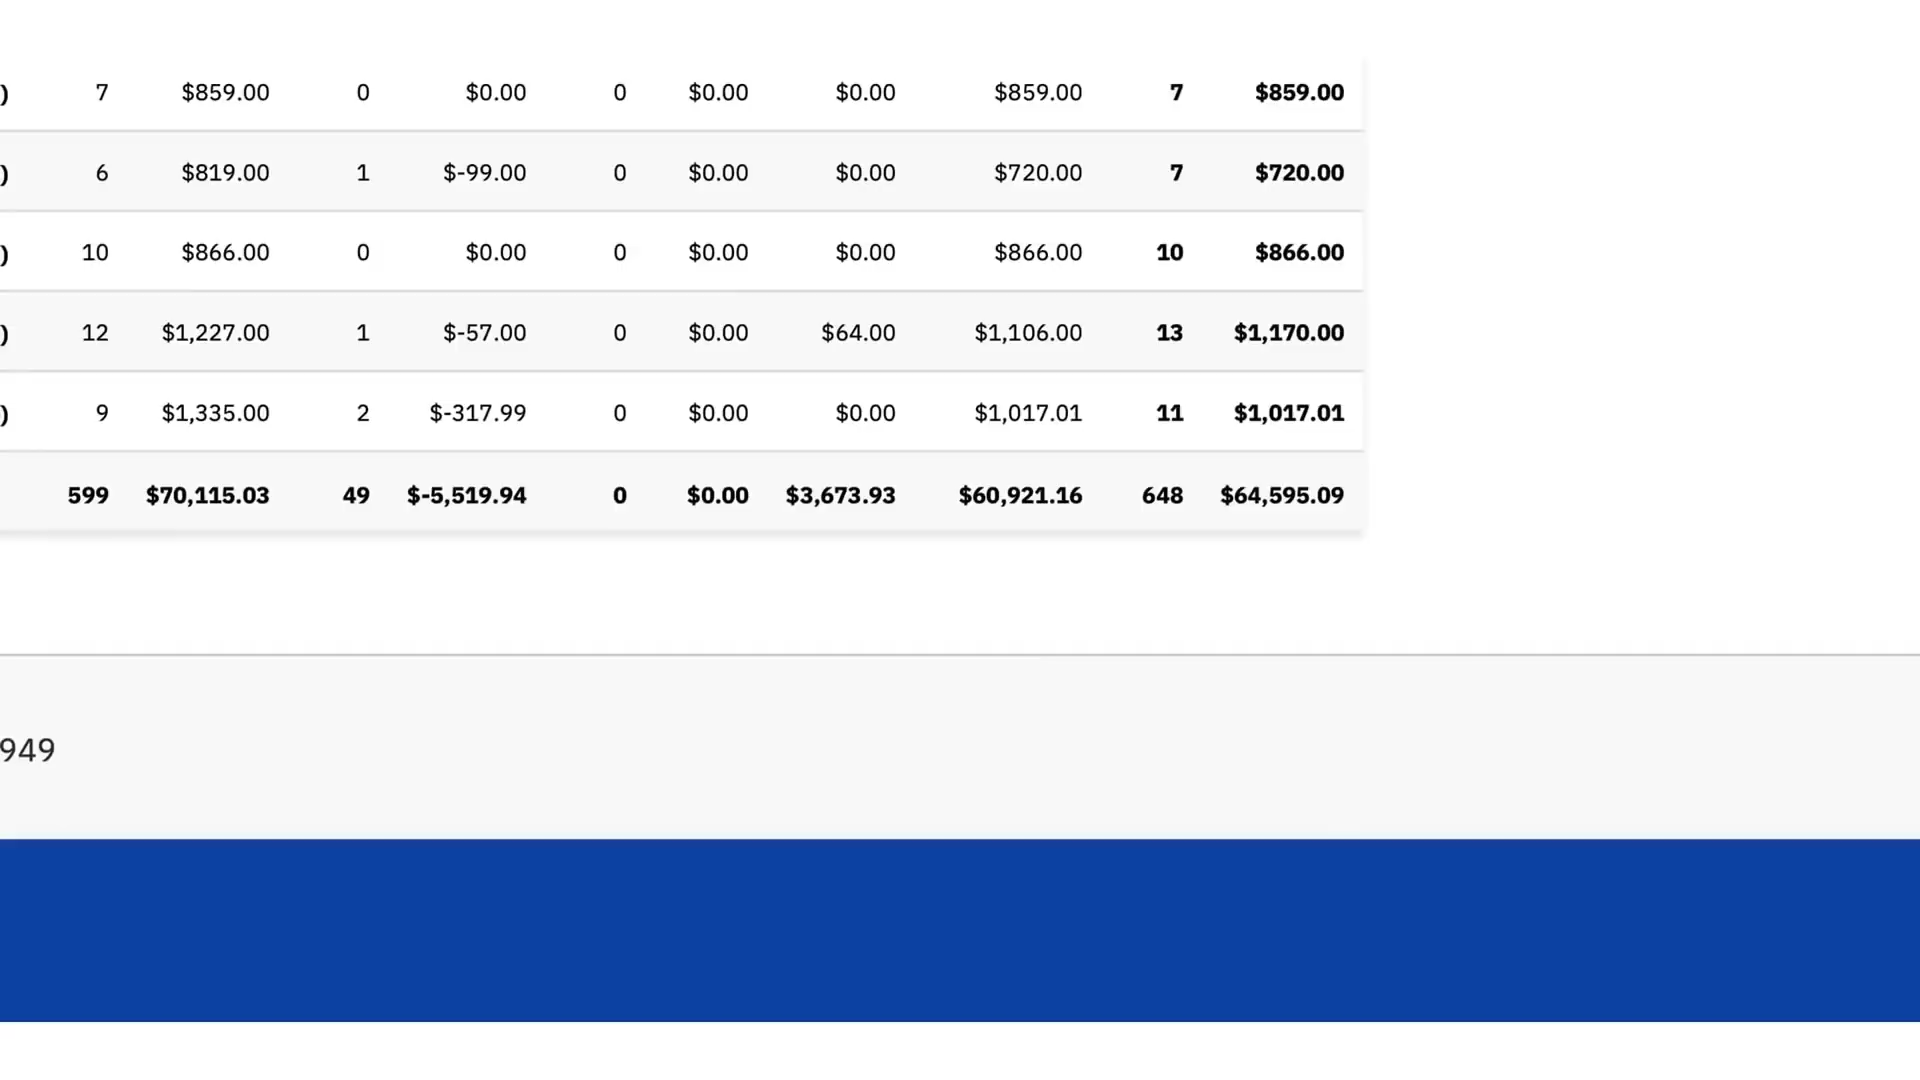 ) 7 $859.00 0 $0.00 0 $0.00 $0.00 $859.00 7 $859.00
) 6 $819.00 1 $-99.00 0 $0.00 $0.00 $720.00 7 $720.00
) 10 $866.00 0 $0.00 0 $0.00 $0.00 $866.00 10 $866.00
) 12 $1,227.00 1 $-57.00 0 $0.00 $64.00 $1,106.00 13 $1,170.00
) 9 $1,335.00 2 $-317.99 0 $0.00 $0.00 $1,017.01 11 $1,017.01
599 $70,115.03 49 $-5,519.94 0 $0.00 $3,673.93 $60,921.16 648 $64,595.09
949